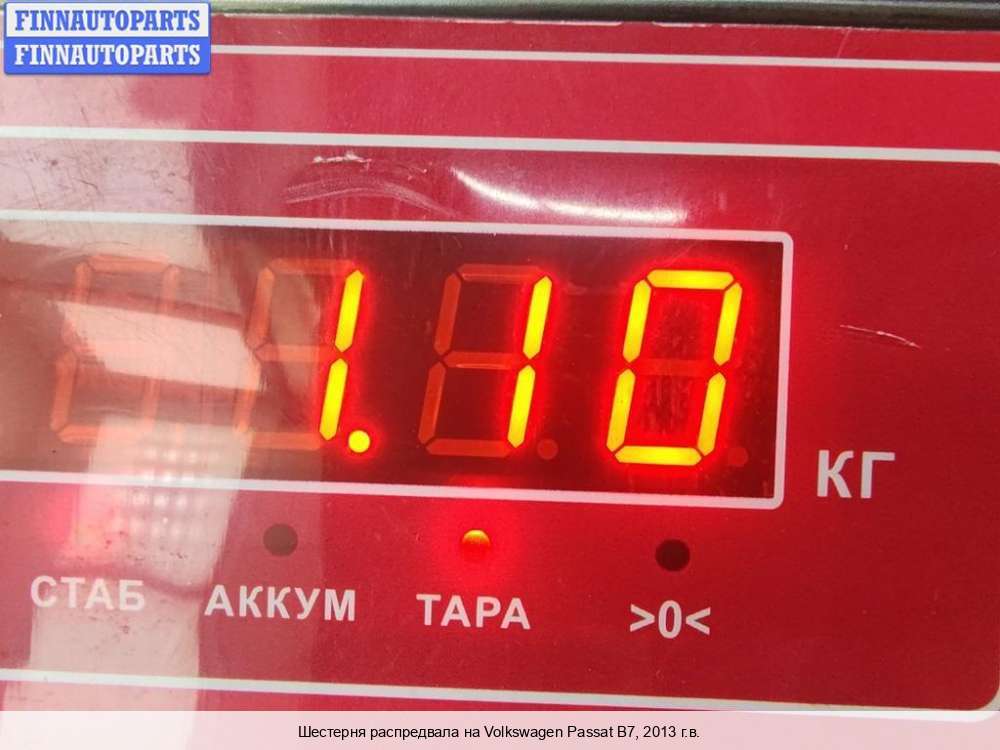 FINNAUTOPARTS
FINNAUTOPARTS
1.10
КГ
СТАБ АККУМ ТАРА >0<
Шестерня распредвала на Volkswagen Passat B7, 2013 г.в.